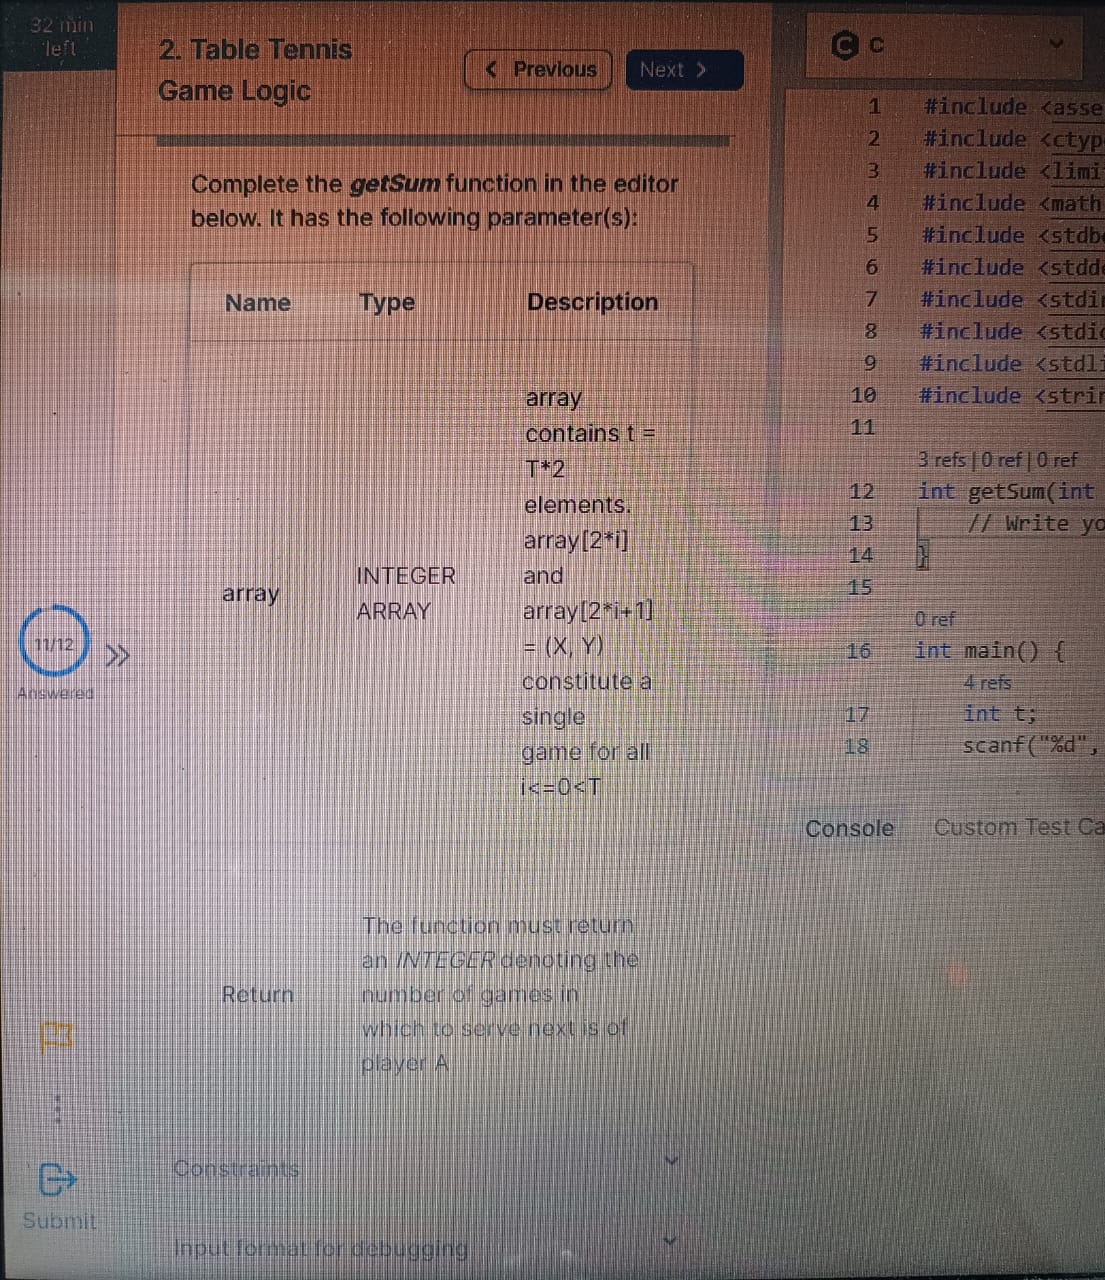 32 min
left
2. Table Tennis
Game Logic
Previous
Next
Complete the getSum function in the editor
below. It has the following parameter(s):
Name Type Description
array
INTEGER
ARRAY
array
contains t =
T*2
elements.
array[2*i]
and
array[2*i+1]
= (X, Y)
constitute a
single
game for all
i<=0<T
Return
The function must return
an INTEGER denoting the
number of games in
which to serve next is of
player A
Constraints
Input format for debugging
11/12
Answered
Submit
C
1 #include <asse
2 #include <ctyp
3 #include <limi
4 #include <math
5 #include <stdb
6 #include <stdd
7 #include <stdi
8 #include <stdi
9 #include <stdl
10 #include <strin
11
3 refs | 0 ref | 0 ref
12 int getSum(int
13 // Write yo
14 }
15
0 ref
16 int main() {
4 refs
17 int t;
18 scanf("%d",
Console Custom Test Ca